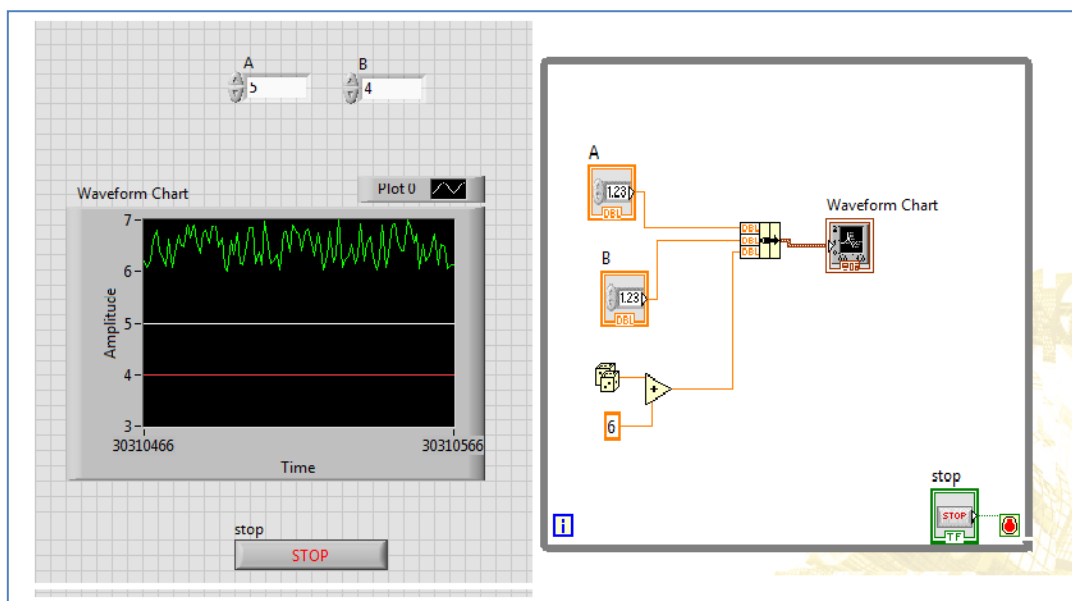 A
B
5
4
Waveform Chart
Plot 0
7
6
5
4
3
Amplitude
30310466
30310566
Time
stop
STOP
A
1.23
DBL
B
1.23
DBL
DBL
DBL
DBL
Waveform Chart
+
6
i
stop
STOP
TF